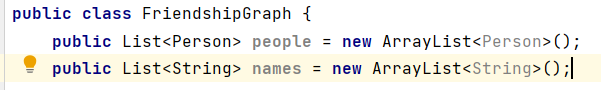 public class FriendshipGraph {
    public List<Person> people = new ArrayList<Person>();
    public List<String> names = new ArrayList<String>();